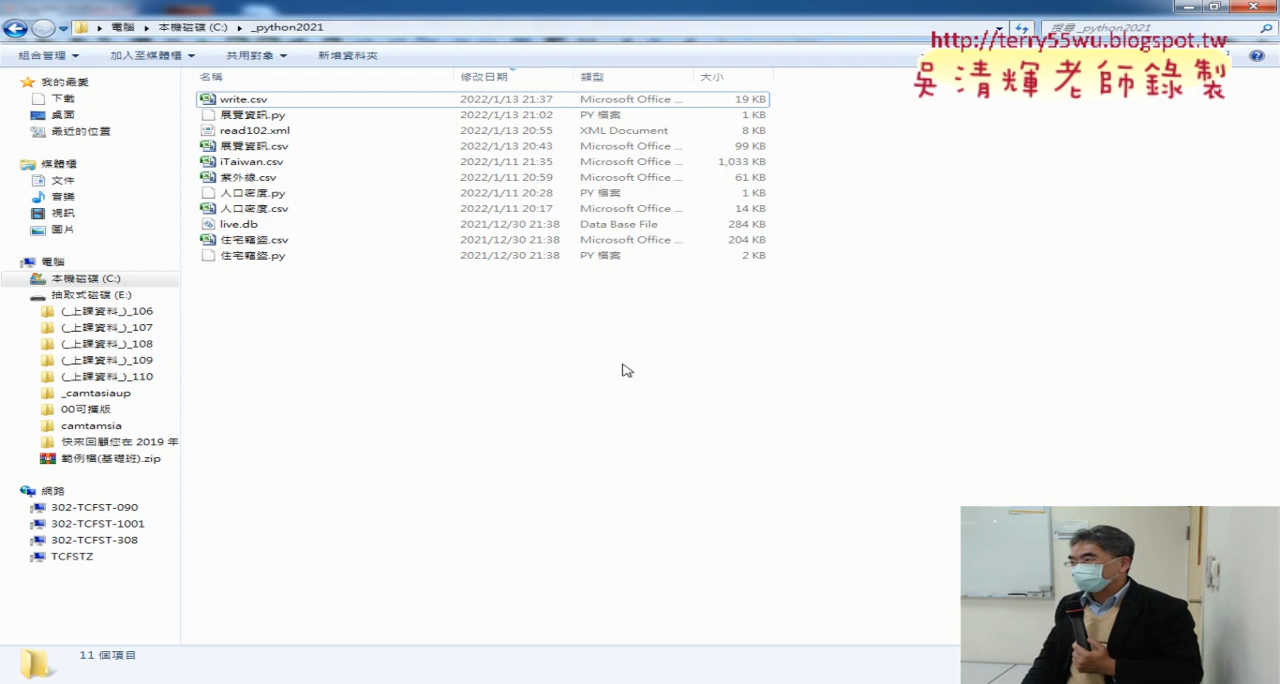 電腦 ▸ 本機磁碟 (C:) ▸ _python2021
搜尋 _python2021
http://terry55wu.blogspot.tw
吳清輝老師錄製
組合管理 加入至媒體櫃 共用對象 新增資料夾
名稱 修改日期 類型 大小
write.csv 2022/1/13 21:37 Microsoft Office ... 19 KB
展覽資訊.py 2022/1/13 21:02 PY 檔案 1 KB
read102.xml 2022/1/13 20:55 XML Document 8 KB
展覽資訊.csv 2022/1/13 20:43 Microsoft Office ... 99 KB
iTaiwan.csv 2022/1/11 21:35 Microsoft Office ... 1,033 KB
紫外線.csv 2022/1/11 20:59 Microsoft Office ... 61 KB
人口密度.py 2022/1/11 20:28 PY 檔案 1 KB
人口密度.csv 2022/1/11 20:17 Microsoft Office ... 14 KB
live.db 2021/12/30 21:38 Data Base File 284 KB
住宅竊盜.csv 2021/12/30 21:38 Microsoft Office ... 204 KB
住宅竊盜.py 2021/12/30 21:38 PY 檔案 2 KB
我的最愛
下載
桌面
最近的位置
媒體櫃
文件
音樂
視訊
圖片
電腦
本機磁碟 (C:)
抽取式磁碟 (E:)
(_上課資料_)_106
(_上課資料_)_107
(_上課資料_)_108
(_上課資料_)_109
(_上課資料_)_110
_camtasiaup
00可攜版
camtamsia
快來回顧您在 2019 年
範例檔(基礎班).zip
網路
302-TCFST-090
302-TCFST-1001
302-TCFST-308
TCFSTZ
11 個項目